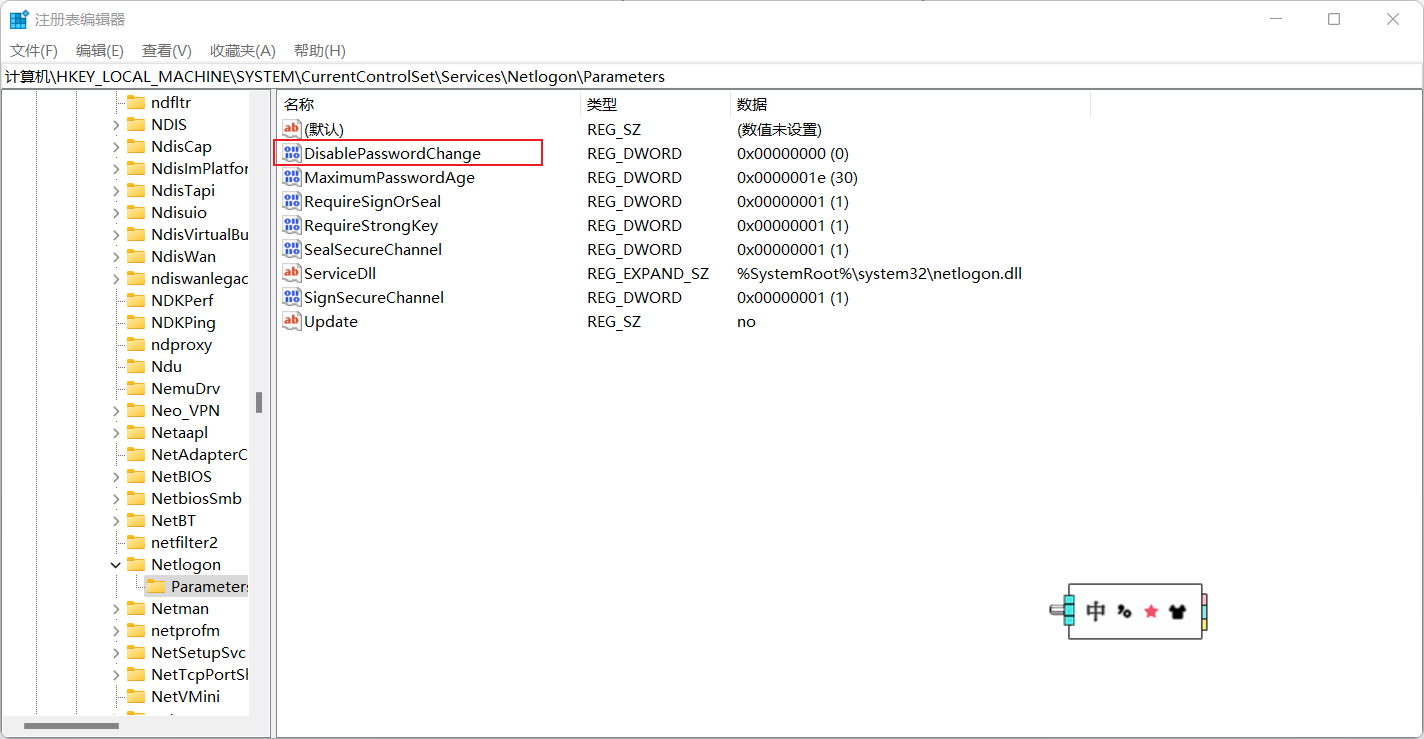 注册表编辑器
文件(F) 编辑(E) 查看(V) 收藏夹(A) 帮助(H)
计算机\HKEY_LOCAL_MACHINE\SYSTEM\CurrentControlSet\Services\Netlogon\Parameters
ndfltr
NDIS
NdisCap
NdisImPlatfor
NdisTapi
Ndisuio
NdisVirtualBu
NdisWan
ndiswanlegac
NDKPerf
NDKPing
ndproxy
Ndu
NemuDrv
Neo_VPN
Netaapl
NetAdapterC
NetBIOS
NetbiosSmb
NetBT
netfilter2
Netlogon
Parameters
Netman
netprofm
NetSetupSvc
NetTcpPortSl
NetVMini
名称 类型 数据
(默认) REG_SZ (数值未设置)
DisablePasswordChange REG_DWORD 0x00000000 (0)
MaximumPasswordAge REG_DWORD 0x0000001e (30)
RequireSignOrSeal REG_DWORD 0x00000001 (1)
RequireStrongKey REG_DWORD 0x00000001 (1)
SealSecureChannel REG_DWORD 0x00000001 (1)
ServiceDll REG_EXPAND_SZ %SystemRoot%\system32\netlogon.dll
SignSecureChannel REG_DWORD 0x00000001 (1)
Update REG_SZ no
中